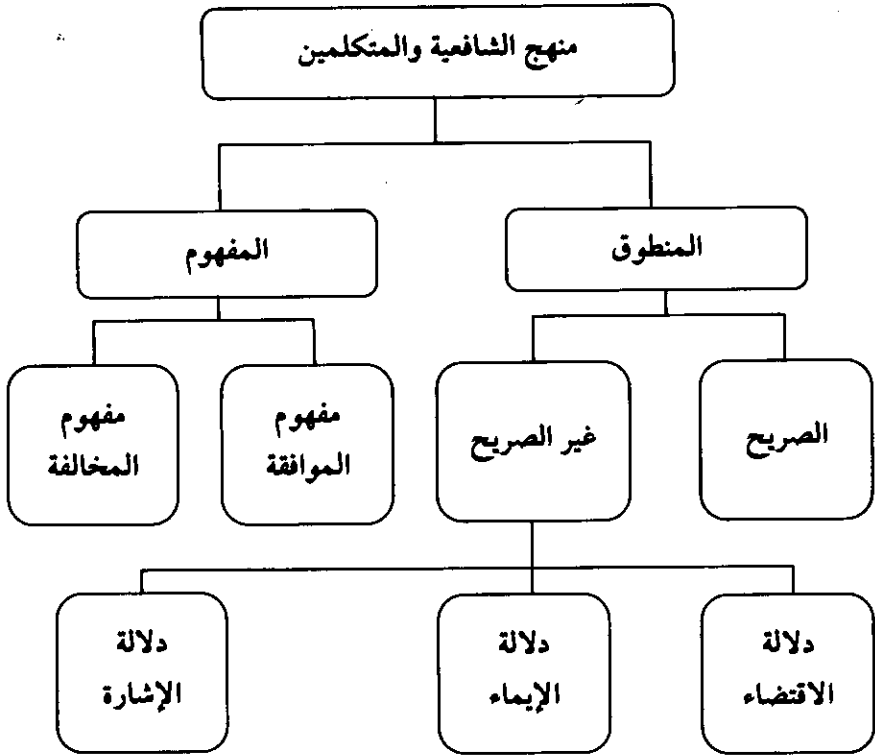 منهج الشافعية والمتكلمين
المنطوق
المفهوم
الصريح
غير الصريح
مفهوم
الموافقة
مفهوم
المخالفة
دلالة
الاقتضاء
دلالة
الإيماء
دلالة
الإشارة